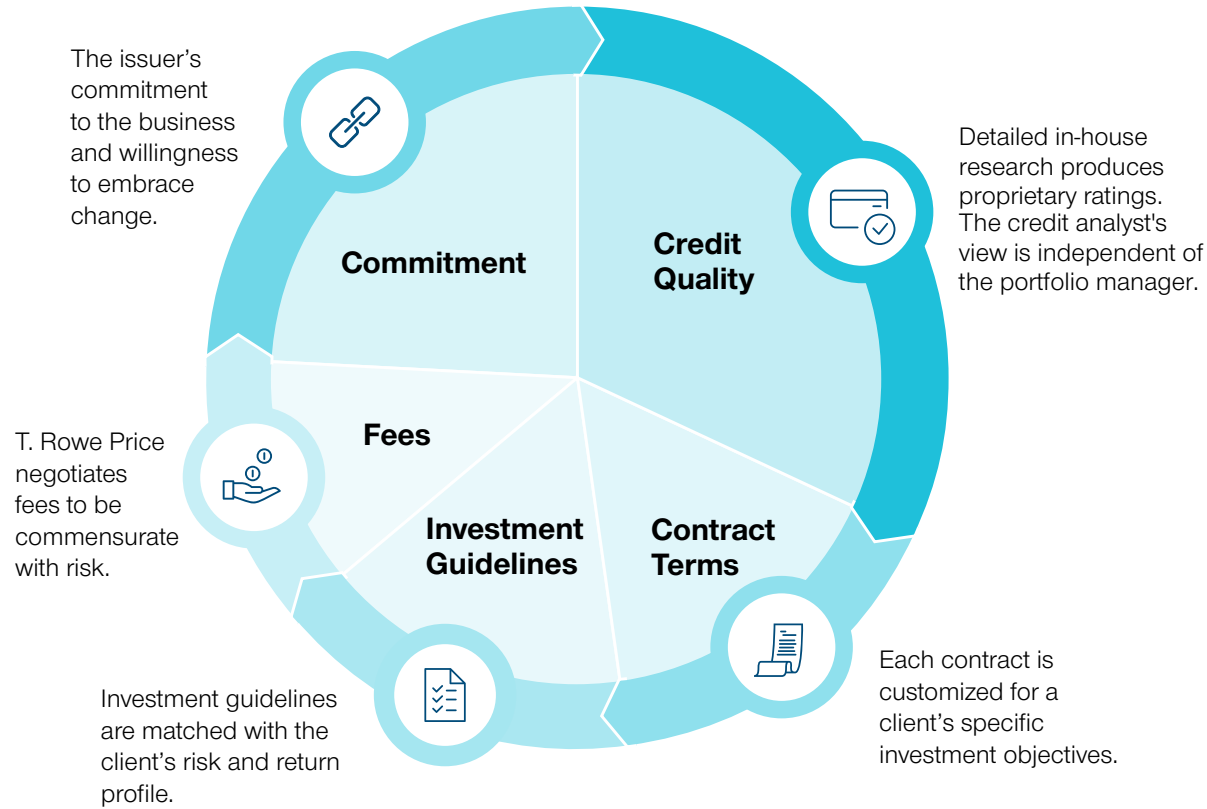 The issuer’s
commitment
to the business
and willingness
to embrace
change.
Commitment
Credit
Quality
Detailed in-house
research produces
proprietary ratings.
The credit analyst's
view is independent of
the portfolio manager.
Fees
T. Rowe Price
negotiates
fees to be
commensurate
with risk.
Investment
Guidelines
Contract
Terms
Investment guidelines
are matched with the
client’s risk and return
profile.
Each contract is
customized for a
client’s specific
investment objectives.